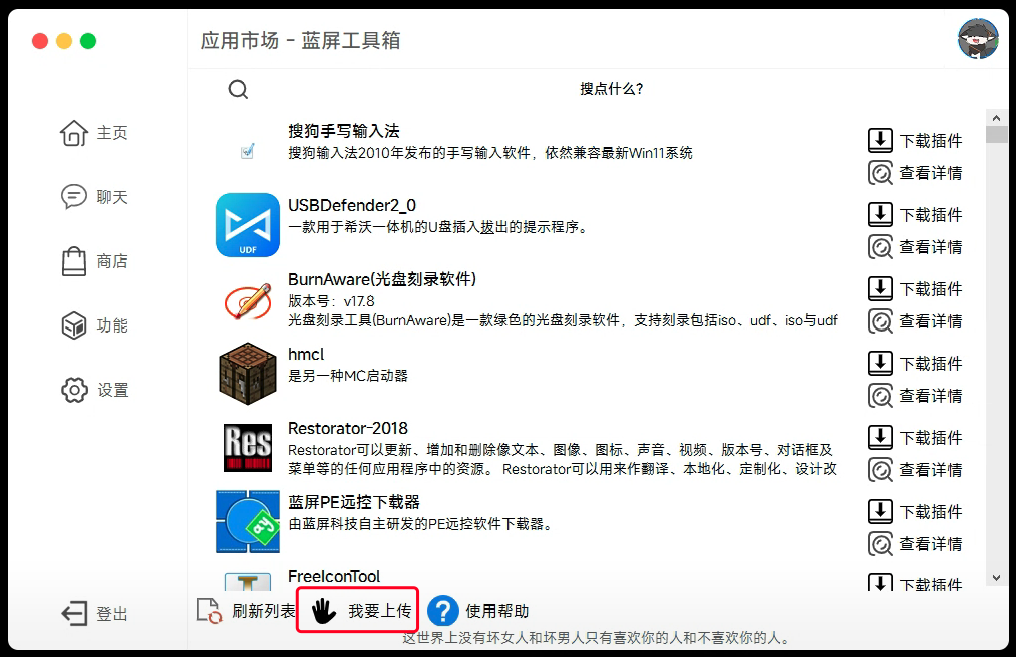 应用市场 - 蓝屏工具箱
搜点什么?
主页
聊天
商店
功能
设置
登出
搜狗手写输入法
搜狗输入法2010年发布的手写输入软件，依然兼容最新Win11系统
下载插件
查看详情
UDF
USBDefender2_0
一款用于希沃一体机的U盘插入拔出的提示程序。
下载插件
查看详情
BurnAware(光盘刻录软件)
版本号：v17.8
光盘刻录工具(BurnAware)是一款绿色的光盘刻录软件，支持刻录包括iso、udf、iso与udf
下载插件
查看详情
hmcl
是另一种MC启动器
下载插件
查看详情
Res
Restorator-2018
Restorator可以更新、增加和删除像文本、图像、图标、声音、视频、版本号、对话框及
菜单等的任何应用程序中的资源。 Restorator可以用来作翻译、本地化、定制化、设计改
下载插件
查看详情
ay
蓝屏PE远控下载器
由蓝屏科技自主研发的PE远控软件下载器。
下载插件
查看详情
T
FreeIconTool
下载插件
刷新列表
我要上传
?
使用帮助
这世界上没有坏女人和坏男人只有喜欢你的人和不喜欢你的人。